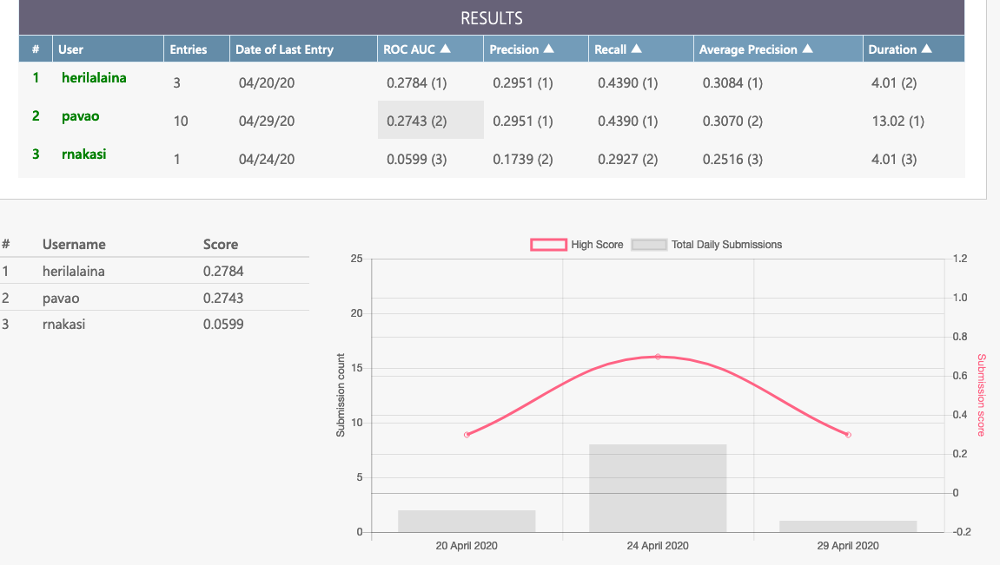 RESULTS
# User Entries Date of Last Entry ROC AUC ▲ Precision ▲ Recall ▲ Average Precision ▲ Duration ▲
1 herilalaina 3 04/20/20 0.2784 (1) 0.2951 (1) 0.4390 (1) 0.3084 (1) 4.01 (2)
2 pavao 10 04/29/20 0.2743 (2) 0.2951 (1) 0.4390 (1) 0.3070 (2) 13.02 (1)
3 rnakasi 1 04/24/20 0.0599 (3) 0.1739 (2) 0.2927 (2) 0.2516 (3) 4.01 (3)
# Username Score
1 herilalaina 0.2784
2 pavao 0.2743
3 rnakasi 0.0599
High Score Total Daily Submissions
Submission count
25
20
15
10
5
0
1.2
1.0
0.8
0.6
0.4
0.2
0
-0.2
Submission score
20 April 2020 24 April 2020 29 April 2020